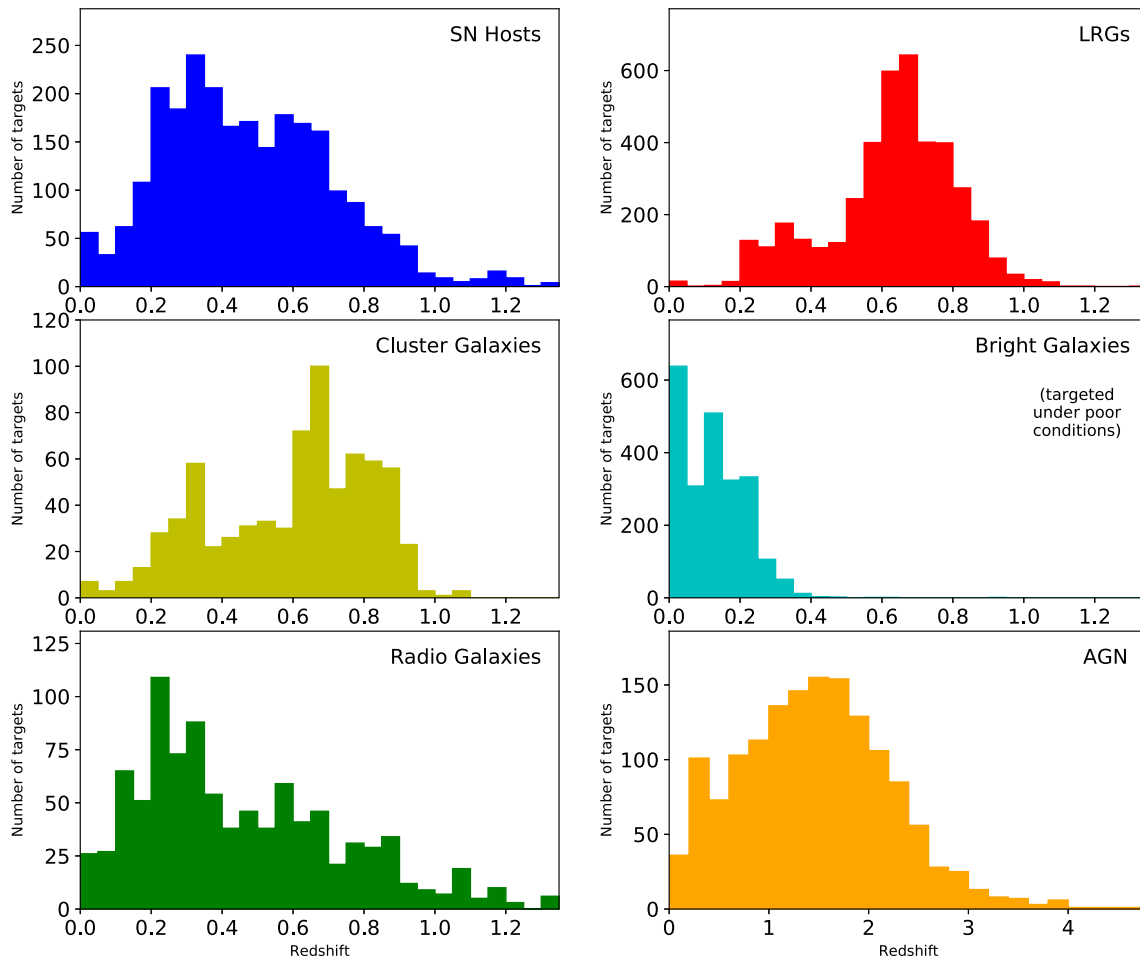 SN Hosts
Number of targets
250
200
150
100
50
0
0.0 0.2 0.4 0.6 0.8 1.0 1.2
LRGs
Number of targets
600
400
200
0
0.0 0.2 0.4 0.6 0.8 1.0 1.2
Cluster Galaxies
Number of targets
120
100
80
60
40
20
0
0.0 0.2 0.4 0.6 0.8 1.0 1.2
Bright Galaxies
(targeted
under poor
conditions)
Number of targets
600
400
200
0
0.0 0.2 0.4 0.6 0.8 1.0 1.2
Radio Galaxies
Number of targets
125
100
75
50
25
0
0.0 0.2 0.4 0.6 0.8 1.0 1.2
Redshift
AGN
Number of targets
150
100
50
0
0 1 2 3 4
Redshift